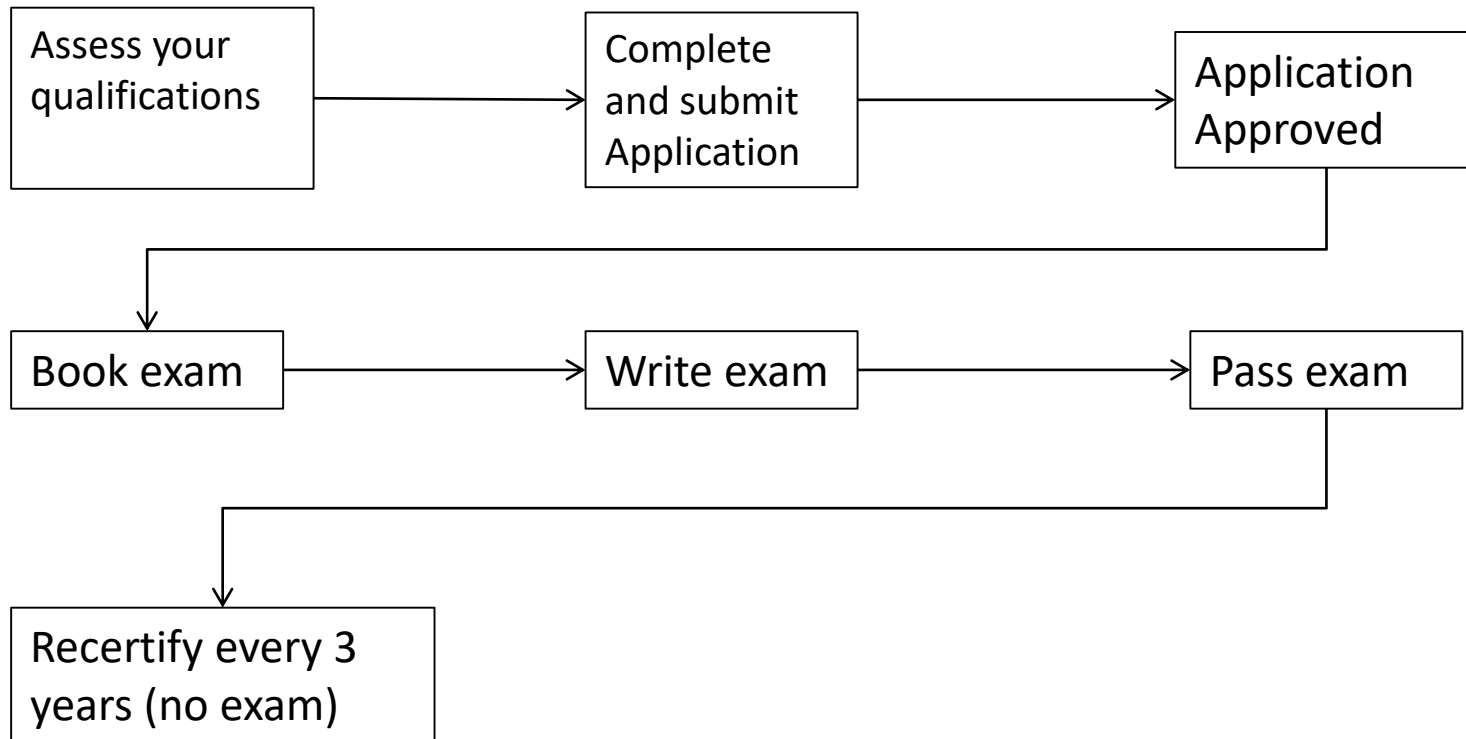 Assess your
qualifications
Complete
and submit
Application
Application
Approved
Book exam
Write exam
Pass exam
Recertify every 3
years (no exam)